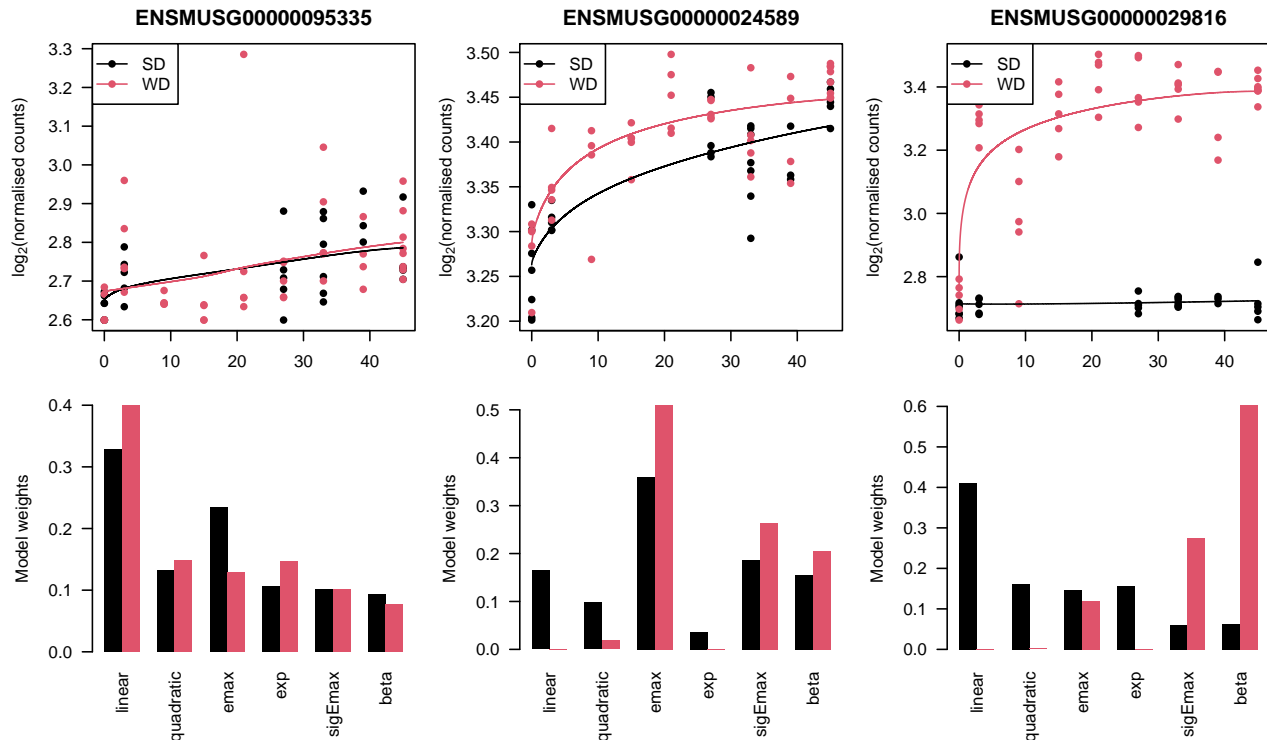 ENSMUSG00000095335
3.3
3.2
3.1
3.0
2.9
2.8
2.7
2.6
log2(normalised counts)
SD
WD
0 10 20 30 40
ENSMUSG00000024589
3.50
3.45
3.40
3.35
3.30
3.25
3.20
log2(normalised counts)
SD
WD
0 10 20 30 40
ENSMUSG00000029816
3.4
3.2
3.0
2.8
log2(normalised counts)
SD
WD
0 10 20 30 40
0.4
0.3
0.2
0.1
0.0
Model weights
linear quadratic emax exp sigEmax beta
0.5
0.4
0.3
0.2
0.1
0.0
Model weights
linear quadratic emax exp sigEmax beta
0.6
0.5
0.4
0.3
0.2
0.1
0.0
Model weights
linear quadratic emax exp sigEmax beta